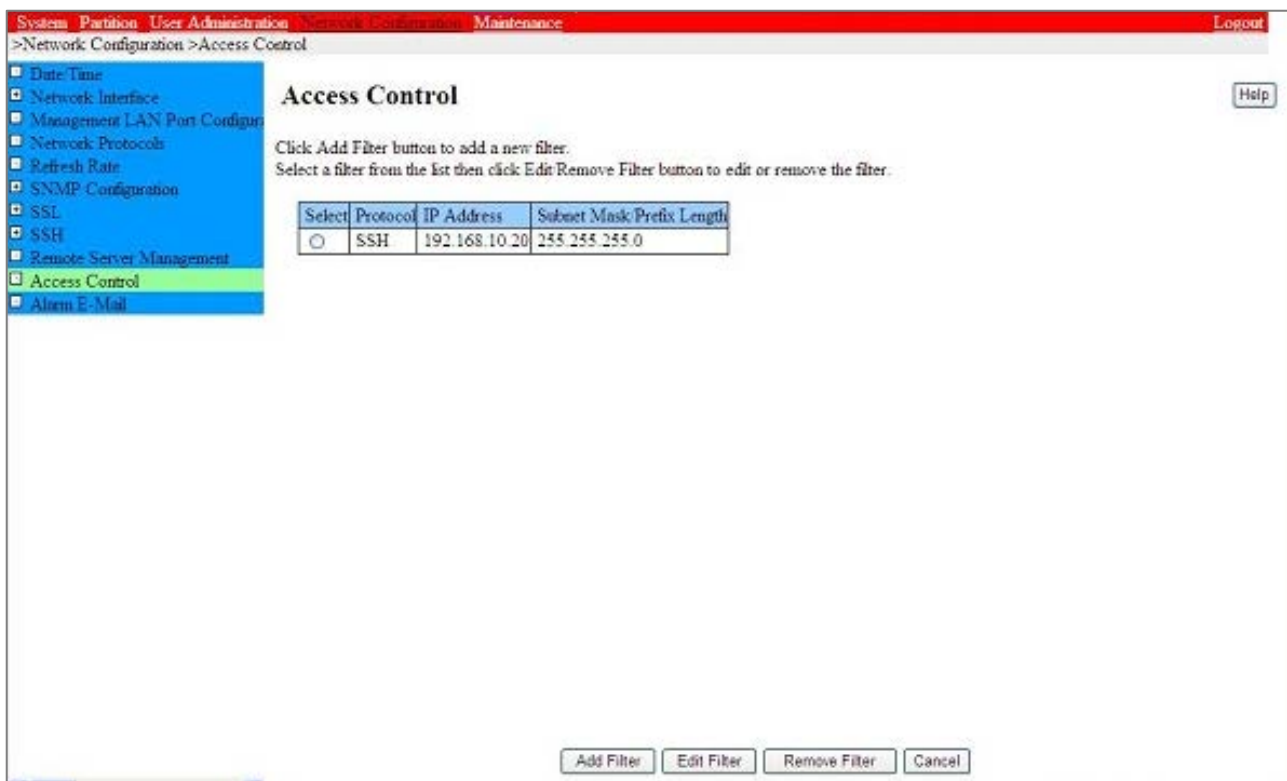 System Partition User Administration Network Configuration Maintenance Logout
>Network Configuration >Access Control
Date/Time
Network Interface
Management LAN Port Configura
Network Protocols
Refresh Rate
SNMP Configuration
SSL
SSH
Remote Server Management
Access Control
Alarm E-Mail
Access Control
Help
Click Add Filter button to add a new filter.
Select a filter from the list then click Edit/Remove Filter button to edit or remove the filter.
Select Protocol IP Address Subnet Mask/Prefix Length
SSH 192.168.10.20 255.255.255.0
Add Filter Edit Filter Remove Filter Cancel